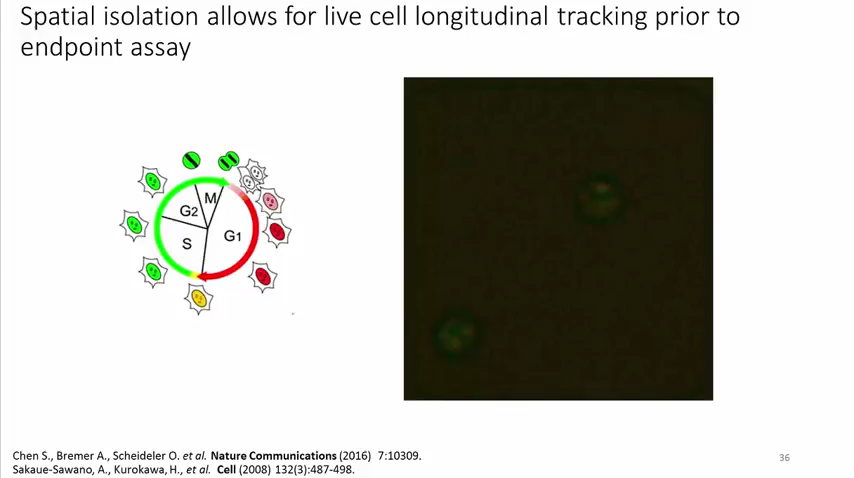 Spatial isolation allows for live cell longitudinal tracking prior to
endpoint assay
M
G2
G1
S
Chen S., Bremer A., Scheideler O. et al. Nature Communications (2016) 7:10309.
Sakaue-Sawano, A., Kurokawa, H., et al. Cell (2008) 132(3):487-498.
36